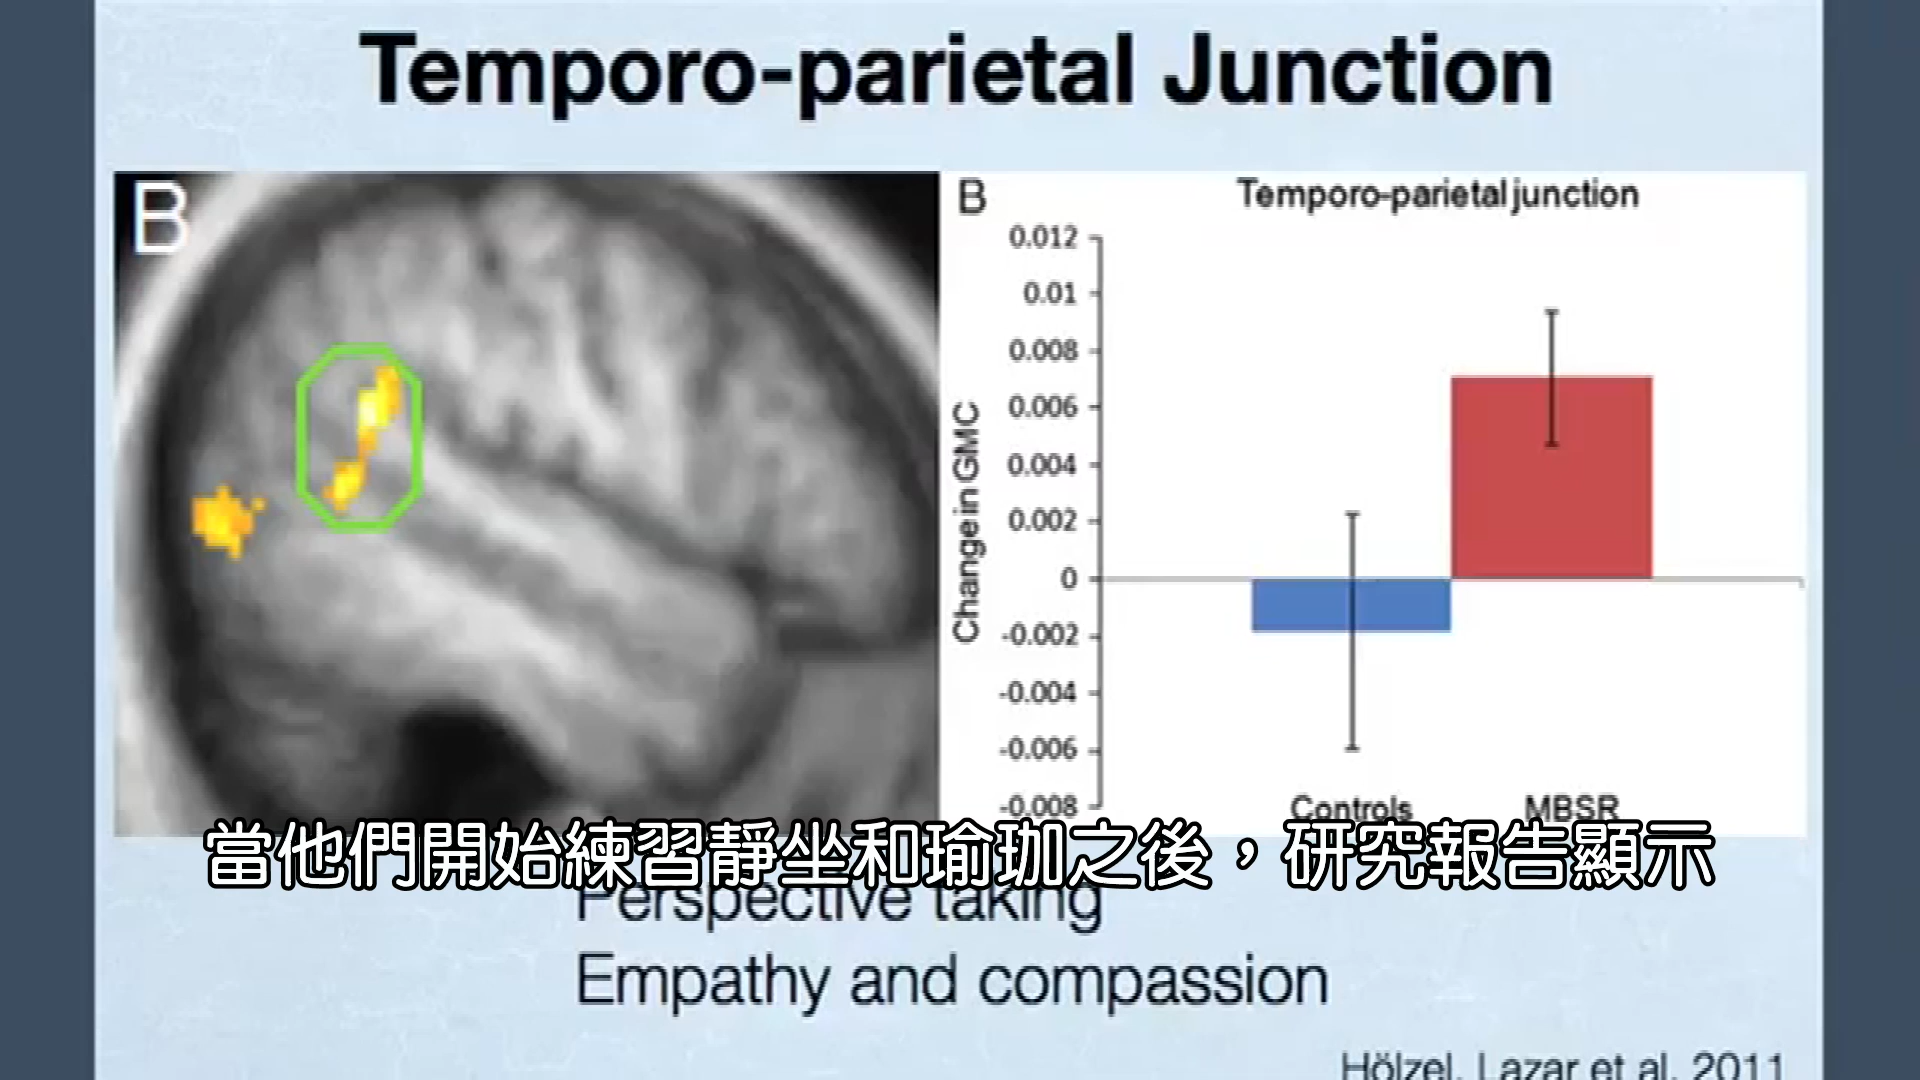 Temporo-parietal Junction
B
B
Temporo-parietal junction
0.012
0.01
0.008
0.006
0.004
0.002
0
-0.002
-0.004
-0.006
-0.008
Change in GMC
Controls
MBSR
當他們開始練習靜坐和瑜珈之後，研究報告顯示
Perspective taking
Empathy and compassion
Hölzel, Lazar et al, 2011